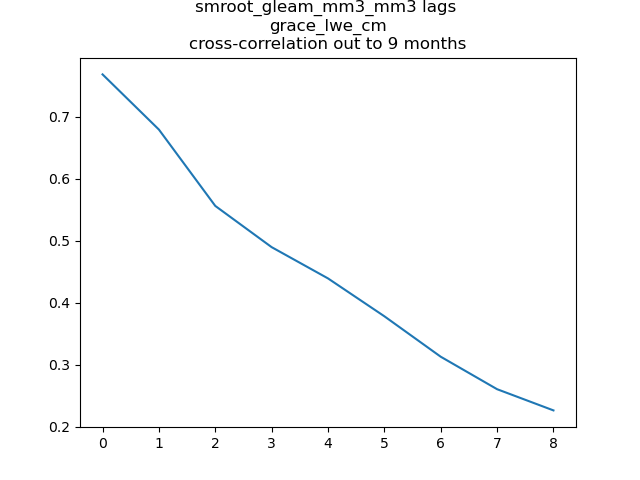 smroot_gleam_mm3_mm3 lags
grace_lwe_cm
cross-correlation out to 9 months
0.7
0.6
0.5
0.4
0.3
0.2
0 1 2 3 4 5 6 7 8